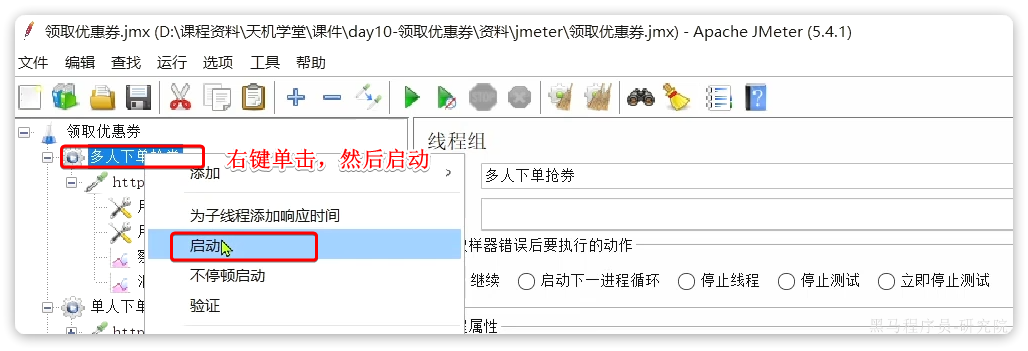 领取优惠券.jmx (D:\课程资料\天机学堂\课件\day10-领取优惠券\资料\jmeter\领取优惠券.jmx) - Apache JMeter (5.4.1)
文件 编辑 查找 运行 选项 工具 帮助
领取优惠券
线程组
多人下单抢券
右键单击，然后启动
http
添加
多人下单抢券
为子线程添加响应时间
启动
取样器错误后要执行的动作
不停顿启动
继续 启动下一进程循环 停止线程 停止测试 立即停止测试
单人下单
验证
程属性
http
黑马程序员-研究院